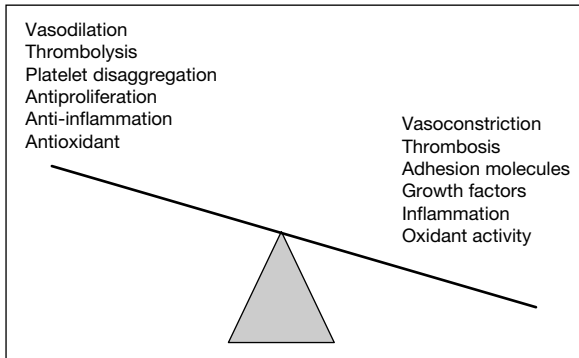 Vasodilation
Thrombolysis
Platelet disaggregation
Antiproliferation
Anti-inflammation
Antioxidant
Vasoconstriction
Thrombosis
Adhesion molecules
Growth factors
Inflammation
Oxidant activity